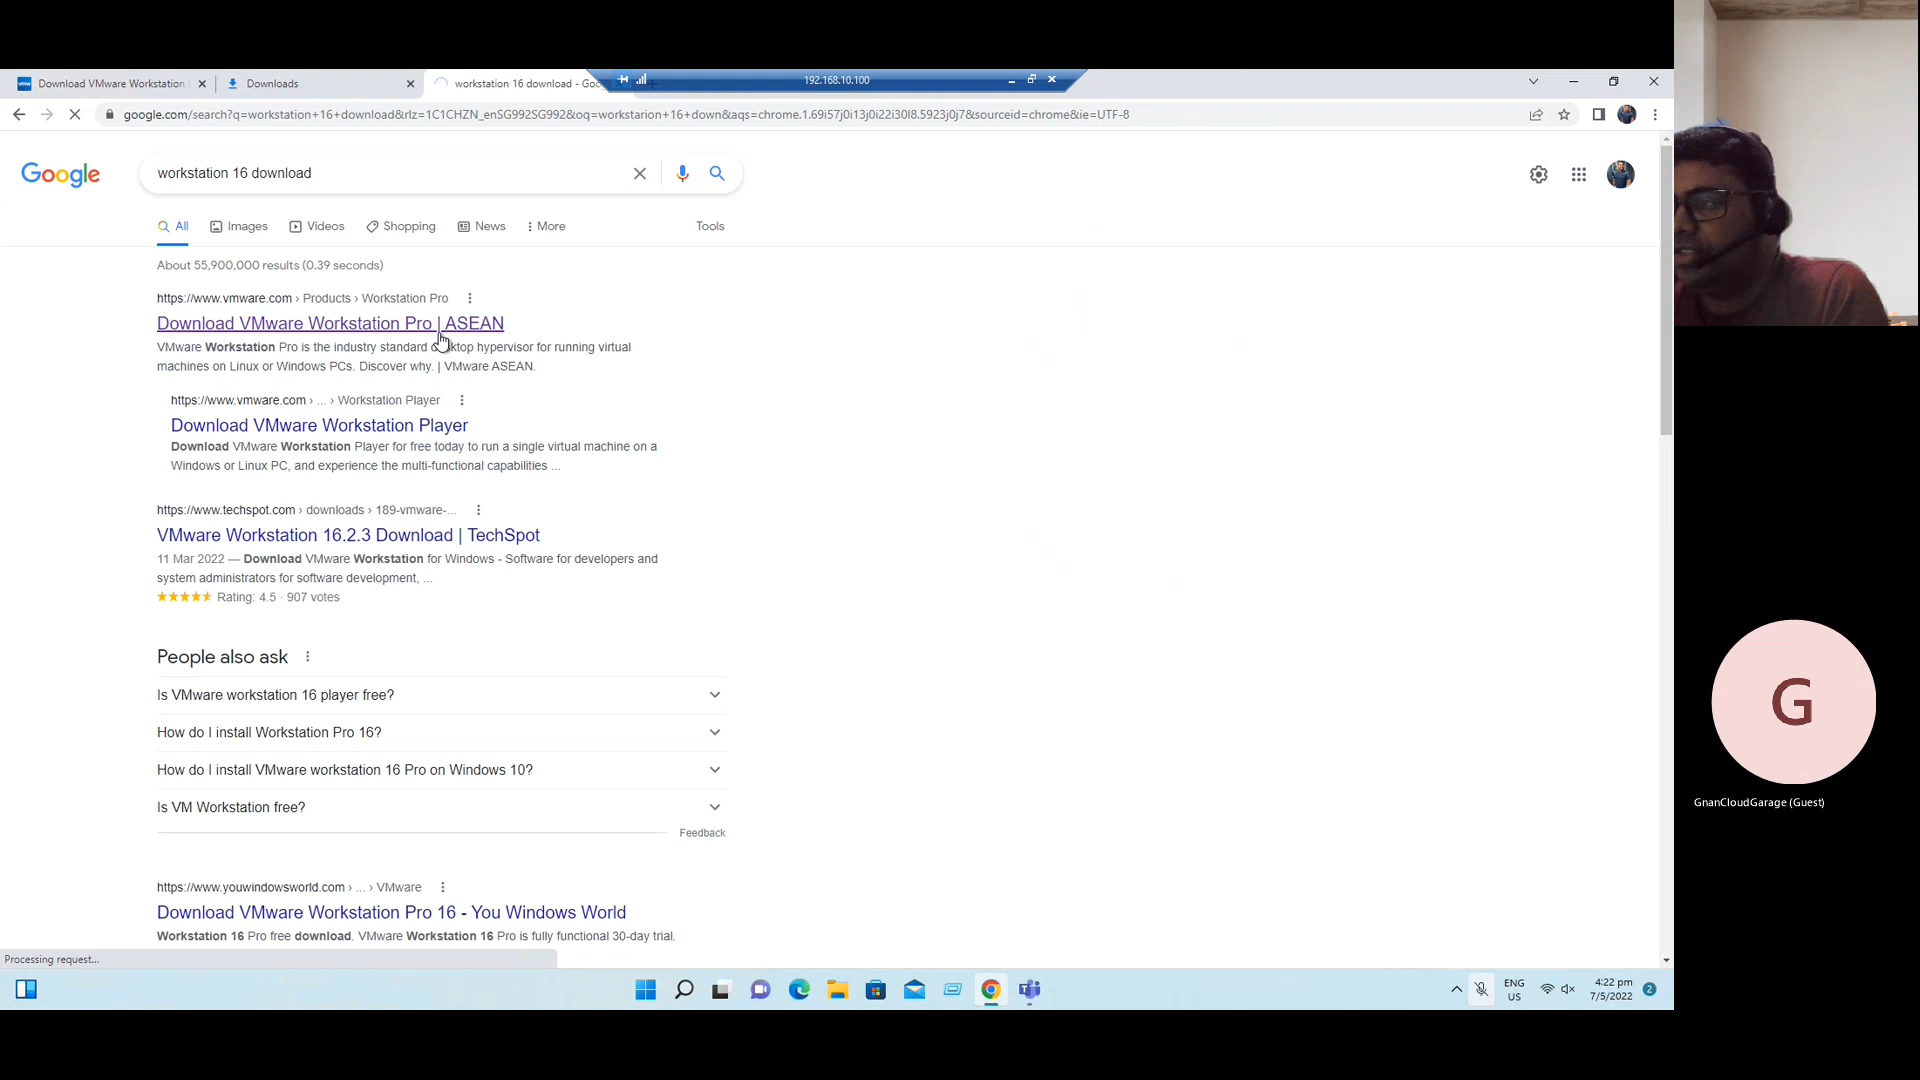 Download VMware Workstation
Downloads
workstation 16 download - Goo
192.168.10.100
google.com/search?q=workstation+16+download&rlz=1C1CHZN_enSG992SG992&oq=workstarion+16+down&aqs=chrome.1.69i57j0i13j0i22i30l8.5923j0j7&sourceid=chrome&ie=UTF-8
Google
workstation 16 download
All
Images
Videos
Shopping
News
More
Tools
About 55,900,000 results (0.39 seconds)
https://www.vmware.com › Products › Workstation Pro
Download VMware Workstation Pro | ASEAN
VMware Workstation Pro is the industry standard desktop hypervisor for running virtual
machines on Linux or Windows PCs. Discover why. | VMware ASEAN.
https://www.vmware.com › ... › Workstation Player
Download VMware Workstation Player
Download VMware Workstation Player for free today to run a single virtual machine on a
Windows or Linux PC, and experience the multi-functional capabilities ...
https://www.techspot.com › downloads › 189-vmware-...
VMware Workstation 16.2.3 Download | TechSpot
11 Mar 2022 — Download VMware Workstation for Windows - Software for developers and
system administrators for software development, ...
Rating: 4.5 · 907 votes
People also ask
Is VMware workstation 16 player free?
How do I install Workstation Pro 16?
How do I install VMware workstation 16 Pro on Windows 10?
Is VM Workstation free?
Feedback
https://www.youwindowsworld.com › ... › VMware
Download VMware Workstation Pro 16 - You Windows World
Workstation 16 Pro free download. VMware Workstation 16 Pro is fully functional 30-day trial.
Processing request...
ENG
US
4:22 pm
7/5/2022
2
G
GnanCloudGarage (Guest)